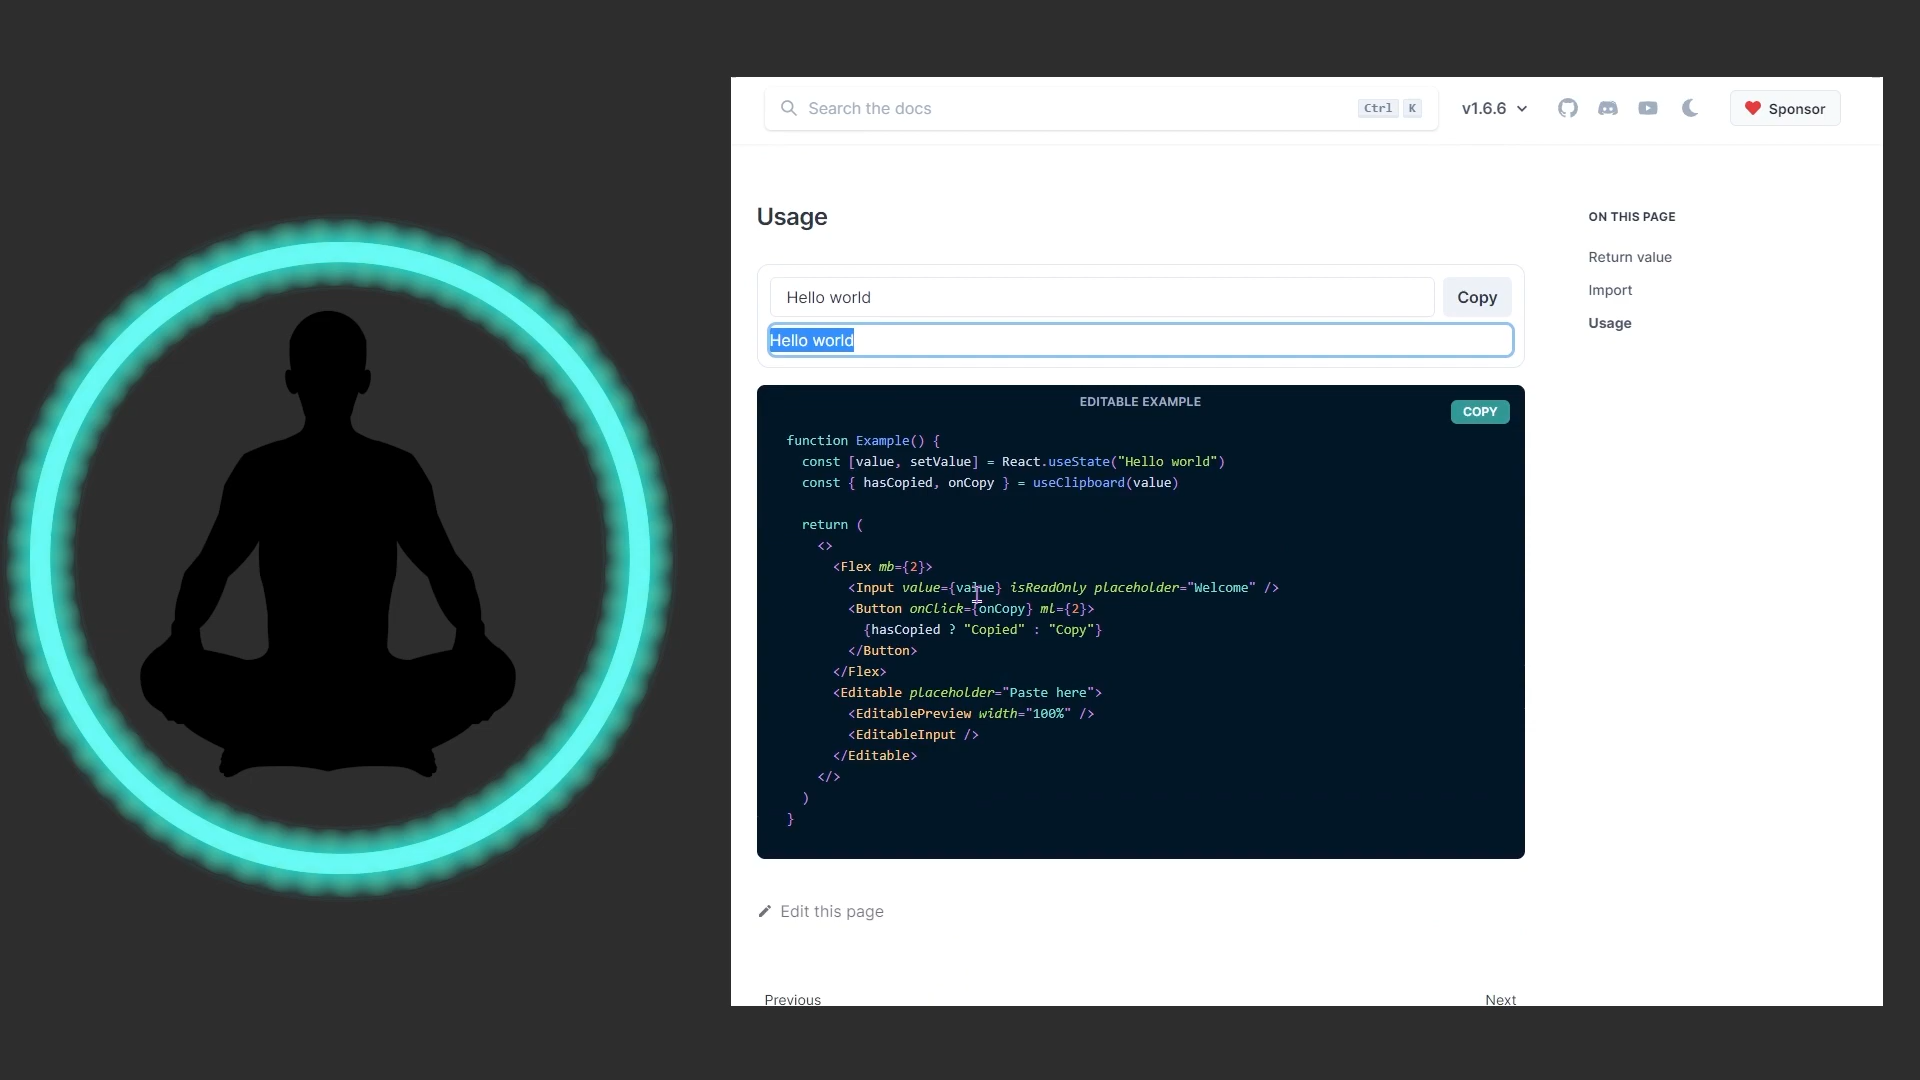 Search the docs Ctrl K v1.6.6 Sponsor
Usage
ON THIS PAGE
Return value
Import
Usage
Hello world Copy
Hello world
EDITABLE EXAMPLE
COPY
function Example() {
  const [value, setValue] = React.useState("Hello world")
  const { hasCopied, onCopy } = useClipboard(value)
  return (
    <>
      <Flex mb={2}>
        <Input value={value} isReadOnly placeholder="Welcome" />
        <Button onClick={onCopy} ml={2}>
          {hasCopied ? "Copied" : "Copy"}
        </Button>
      </Flex>
      <Editable placeholder="Paste here">
        <EditablePreview width="100%" />
        <EditableInput />
      </Editable>
    </>
  )
}
Edit this page
Previous Next